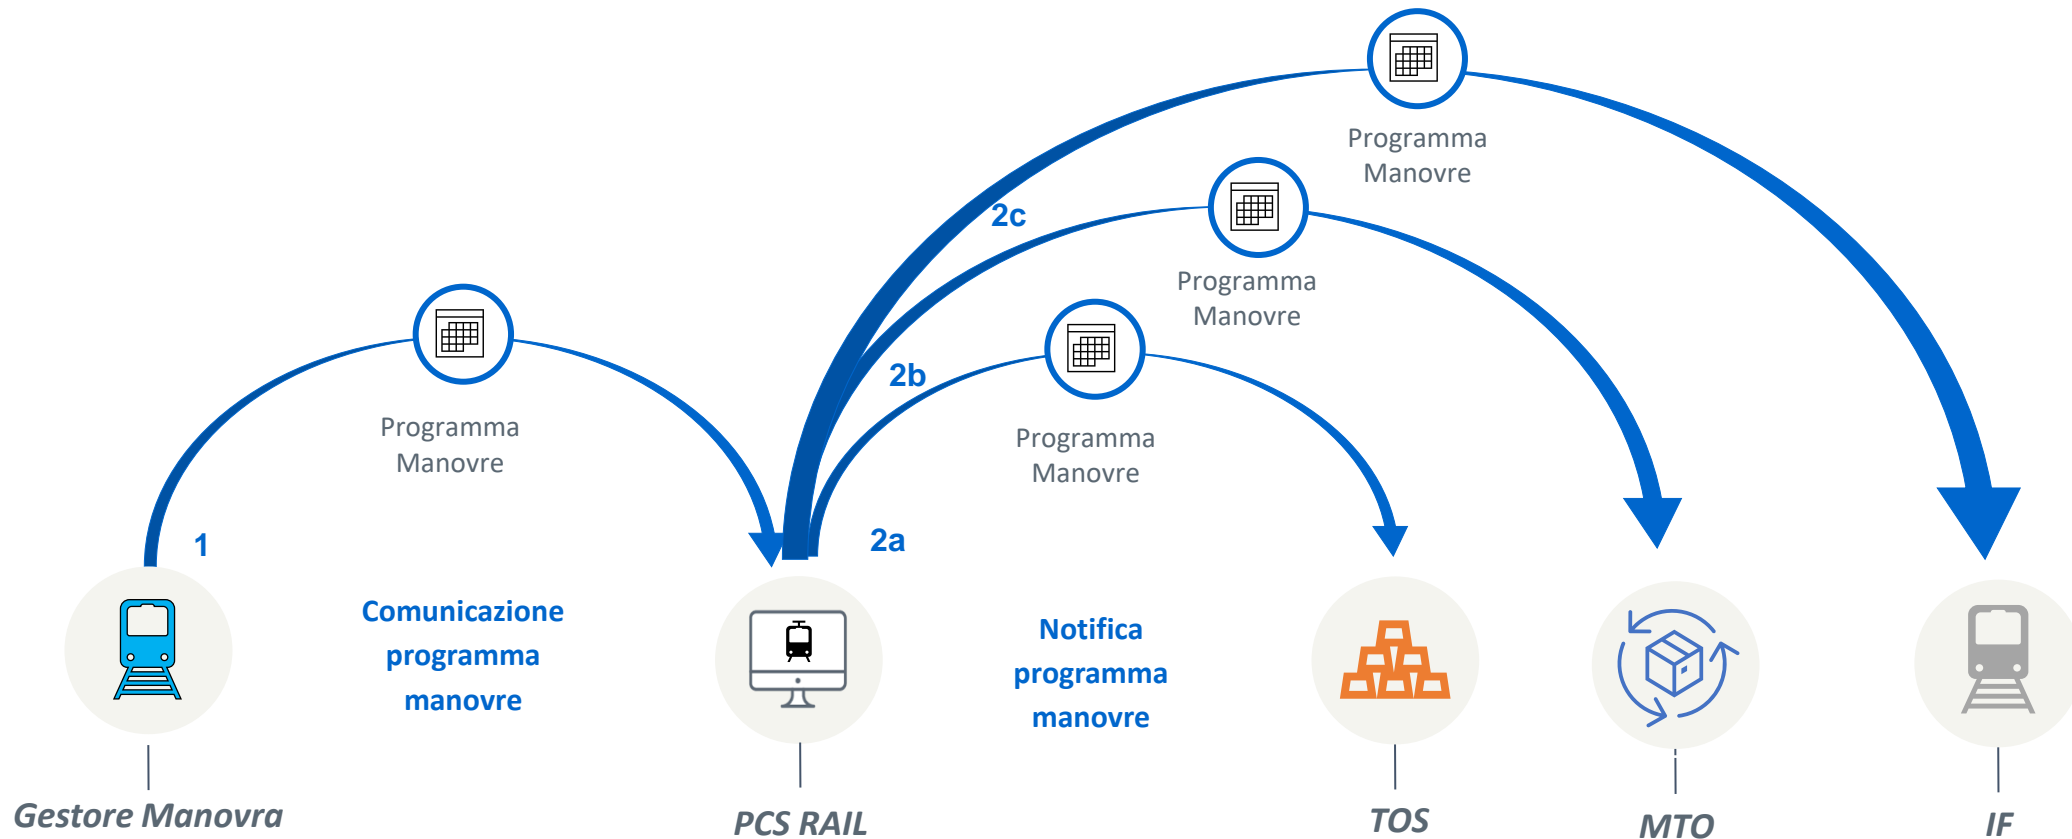 Programma
Manovre
2c
Programma
Manovre
2b
Programma
Manovre
Programma
Manovre
1
2a
Comunicazione
programma
manovre
Notifica
programma
manovre
Gestore Manovra
PCS RAIL
TOS
MTO
IF